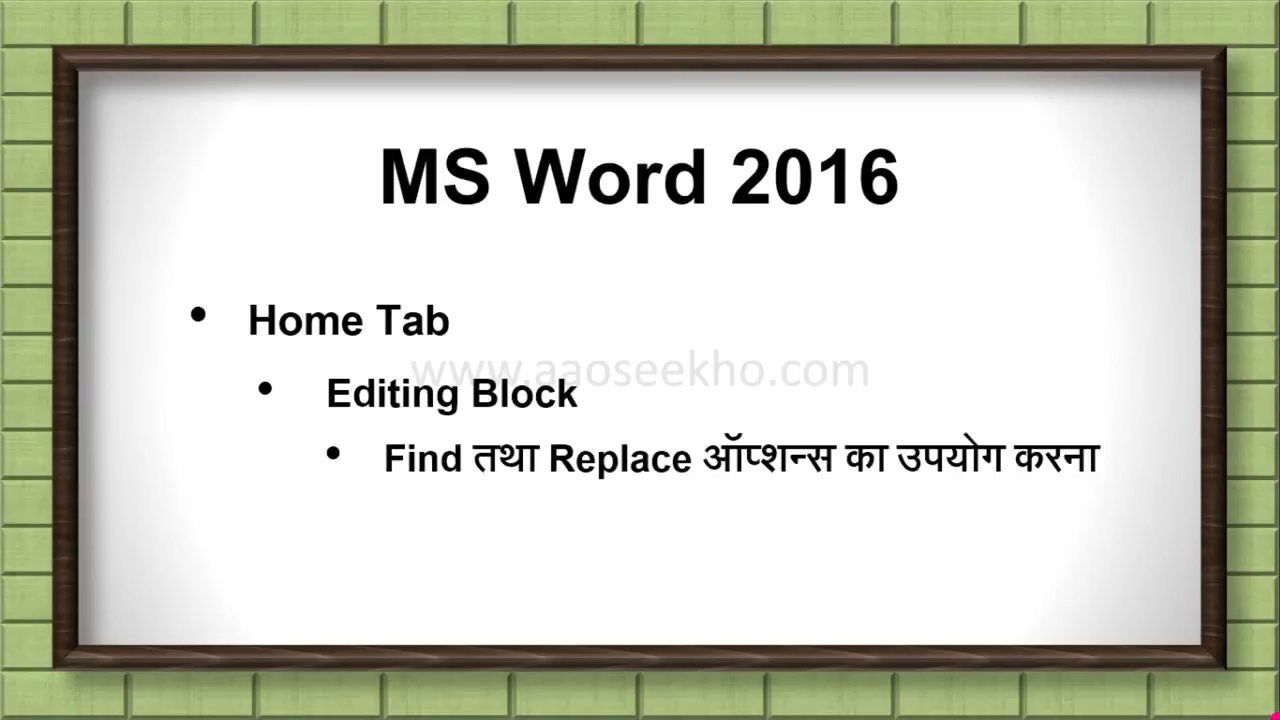 MS Word 2016
• Home Tab
www.aaoseekho.com
• Editing Block
• Find तथा Replace ऑप्शन्स का उपयोग करना